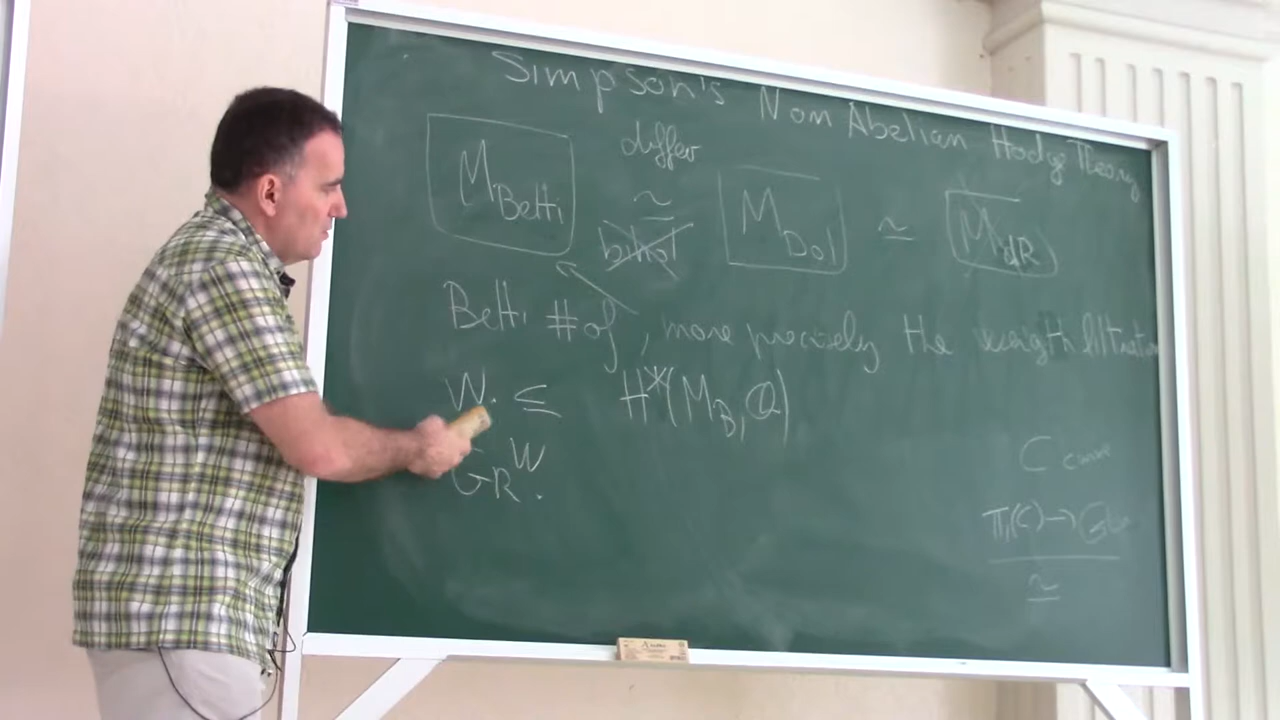 Simpson's Non Abelian Hodge Theory
M_Betti differ ≃ bihol M_Dol ≃ M_dR
Betti # of , more precisely the weight filtration
W. ⊆ H*(M_B, Q)
Gr^W.
C curve
π₁(C) →
≃